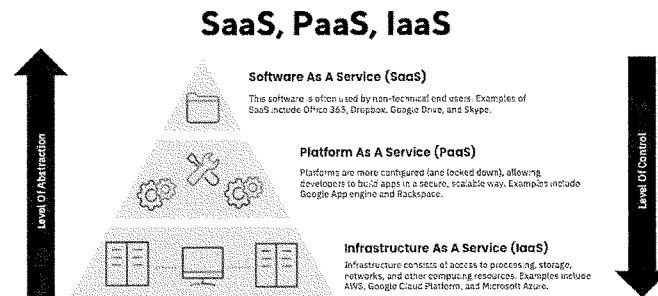 SaaS, PaaS, IaaS
Level Of Abstraction
Software As A Service (SaaS)
This software is often used by non-technical end users. Examples of
SaaS include Office 365, Dropbox, Google Drive, and Skype.
Platform As A Service (PaaS)
Platforms are more configured (and locked down), allowing
developers to build apps in a secure, scalable way. Examples include
Google App engine and Rackspace.
Infrastructure As A Service (IaaS)
Infrastructure consists of access to processing, storage,
networks, and other computing resources. Examples include
AWS, Google Cloud Platform, and Microsoft Azure.
Level Of Control